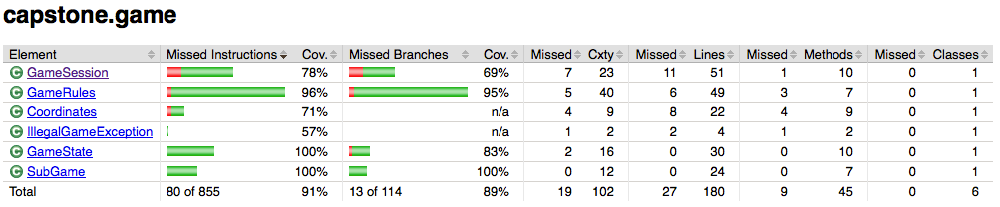 capstone.game
Element Missed Instructions Cov. Missed Branches Cov. Missed Cxty Missed Lines Missed Methods Missed Classes
C GameSession 78% 69% 7 23 11 51 1 10 0 1
C GameRules 96% 95% 5 40 6 49 3 7 0 1
C Coordinates 71% n/a 4 9 8 22 4 9 0 1
C IllegalGameException 57% n/a 1 2 2 4 1 2 0 1
C GameState 100% 83% 2 16 0 30 0 10 0 1
C SubGame 100% 100% 0 12 0 24 0 7 0 1
Total 80 of 855 91% 13 of 114 89% 19 102 27 180 9 45 0 6